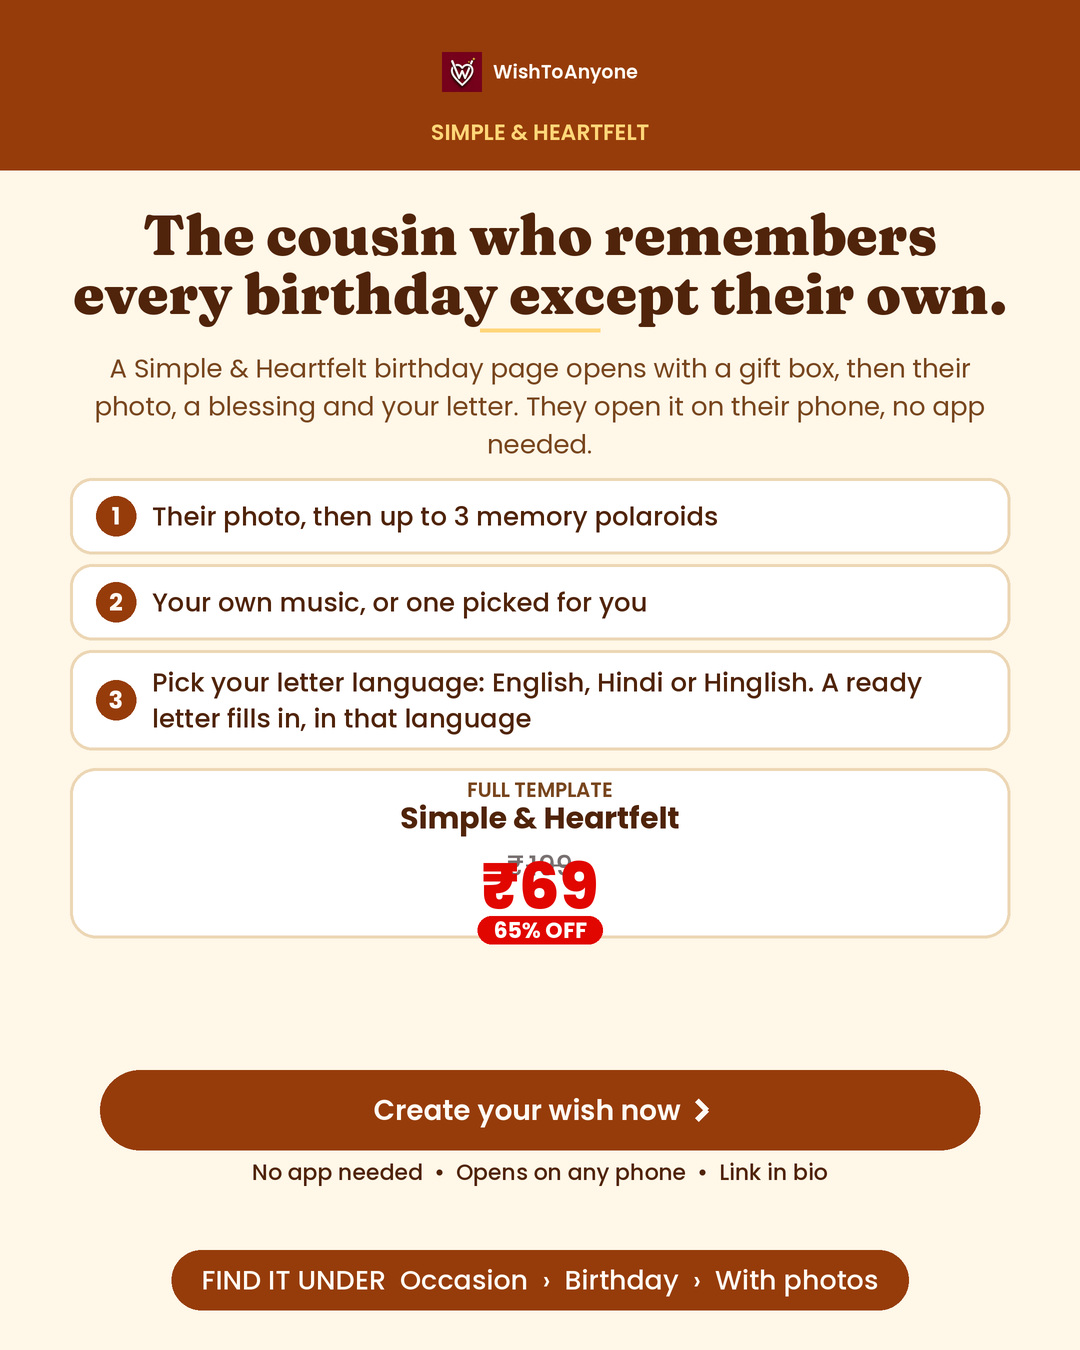 WishToAnyone
SIMPLE & HEARTFELT
The cousin who remembers
every birthday except their own.
A Simple & Heartfelt birthday page opens with a gift box, then their
photo, a blessing and your letter. They open it on their phone, no app
needed.
1 Their photo, then up to 3 memory polaroids
2 Your own music, or one picked for you
3 Pick your letter language: English, Hindi or Hinglish. A ready
letter fills in, in that language
FULL TEMPLATE
Simple & Heartfelt
₹199
₹69
65% OFF
Create your wish now
No app needed • Opens on any phone • Link in bio
FIND IT UNDER Occasion › Birthday › With photos